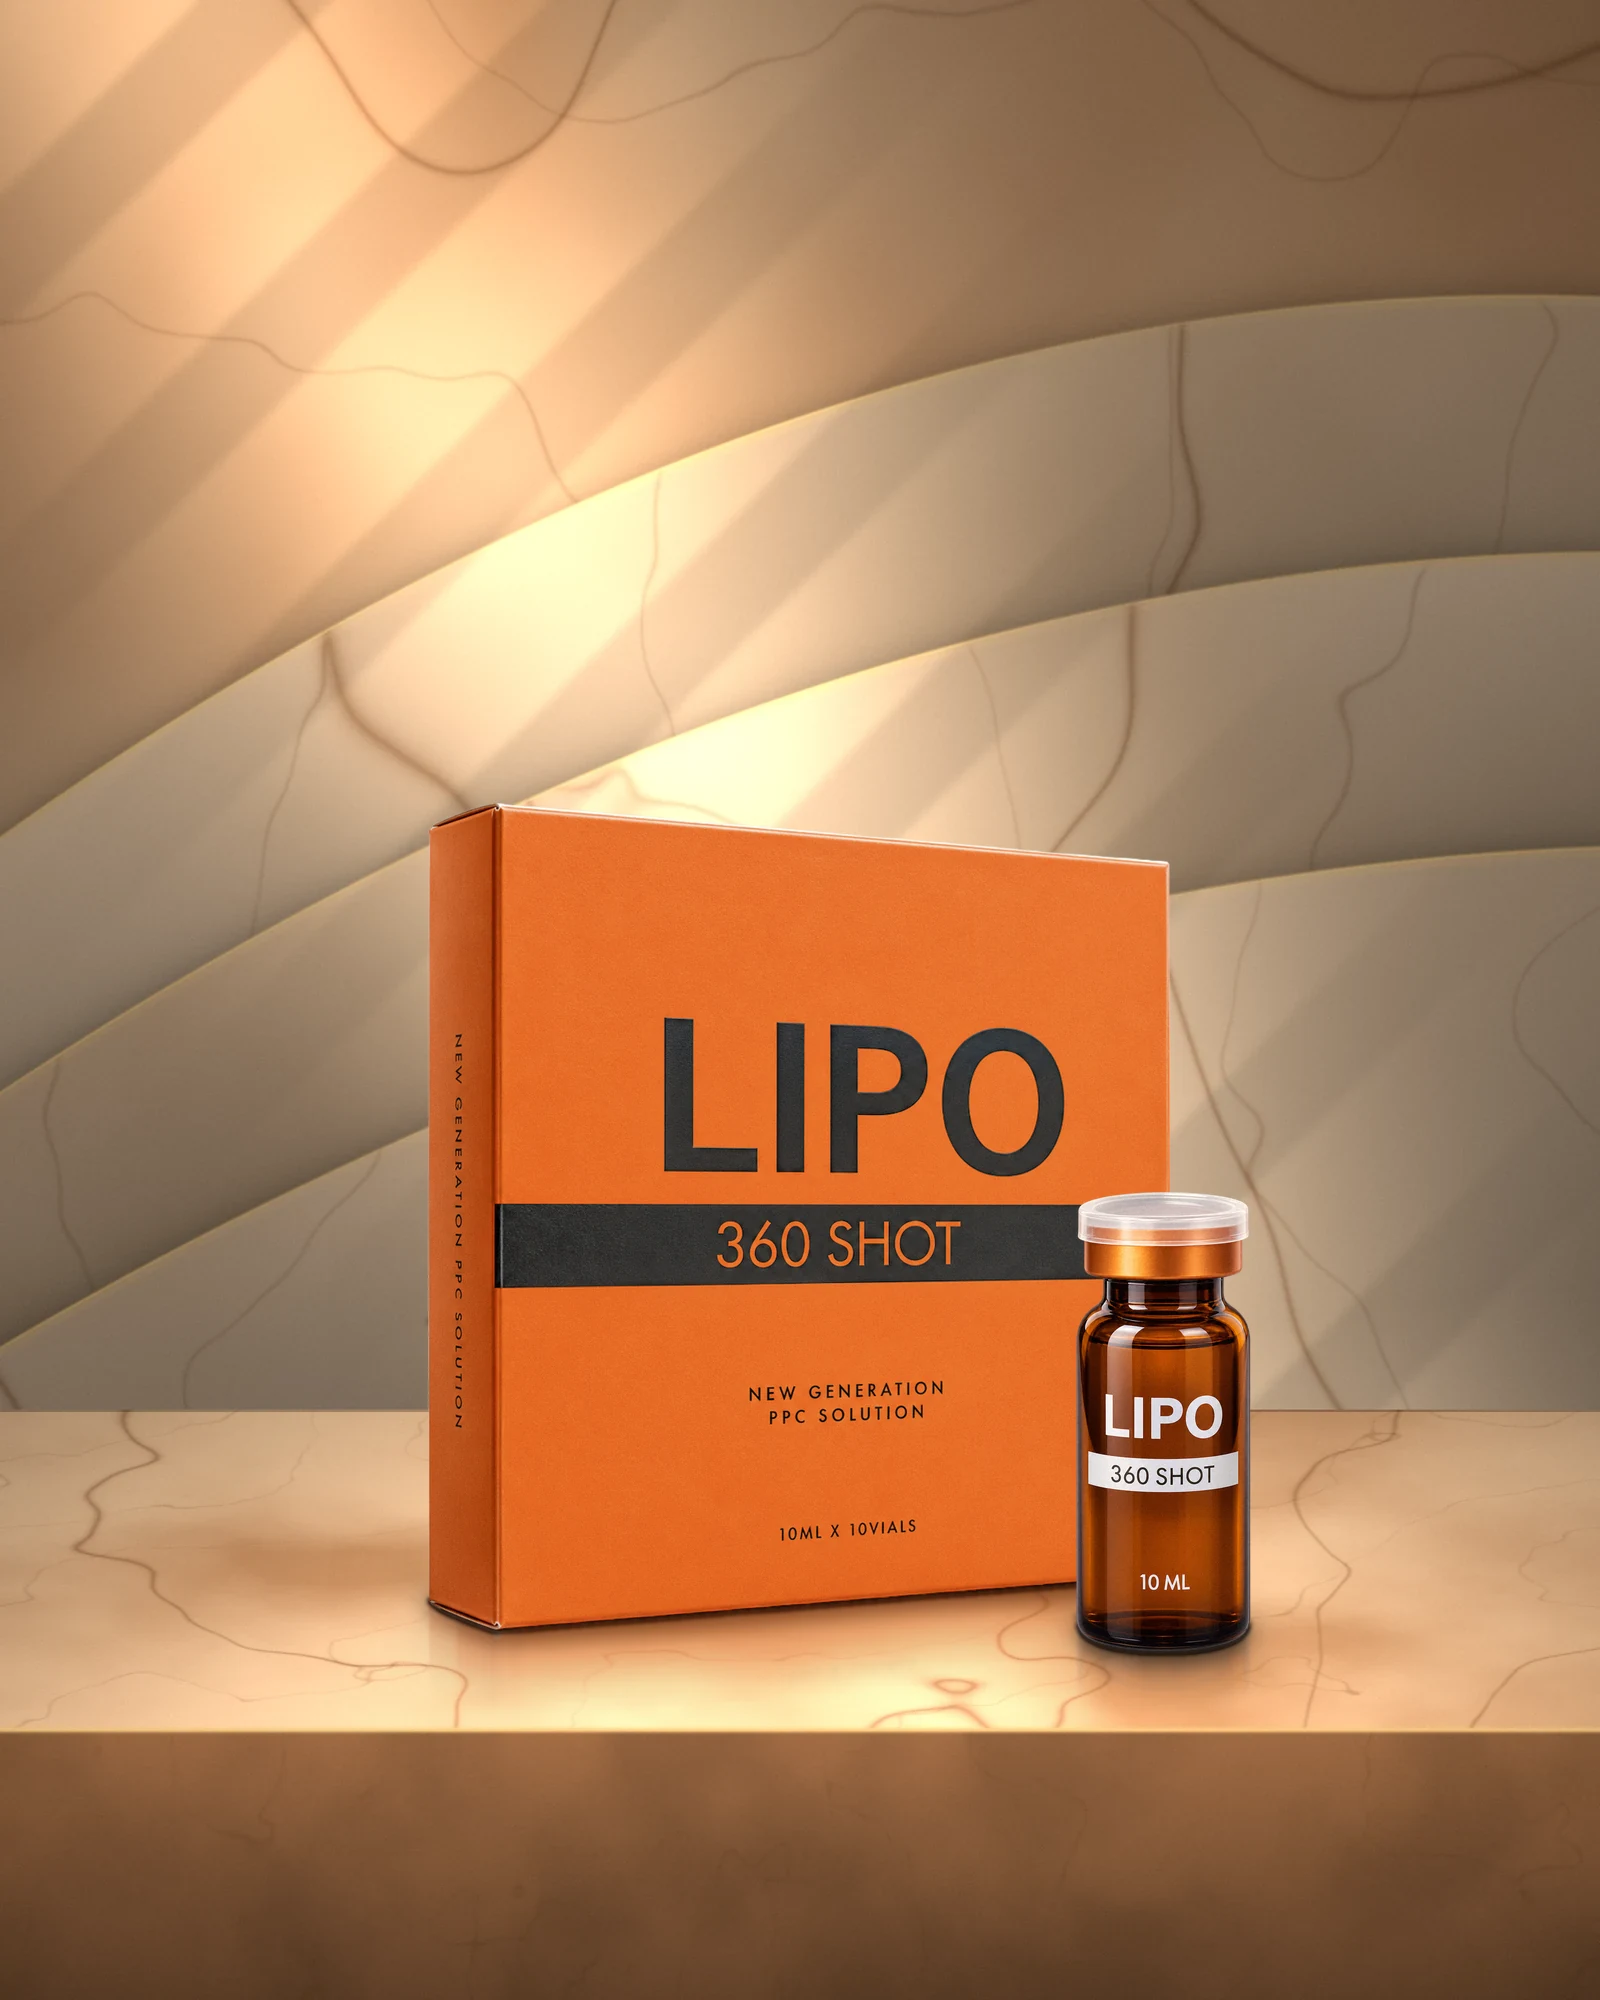 NEW GENERATION PPC SOLUTION
LIPO
360 SHOT
NEW GENERATION
PPC SOLUTION
10ML X 10VIALS
LIPO
360 SHOT
10 ML